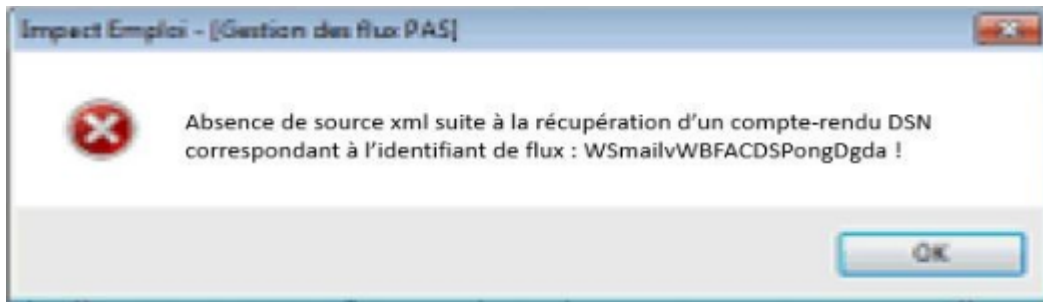 Impact Emploi - [Gestion des flux PAS]
Absence de source xml suite à la récupération d’un compte-rendu DSN
correspondant à l’identifiant de flux : WSmailvWBFACDSPongDgda !
OK